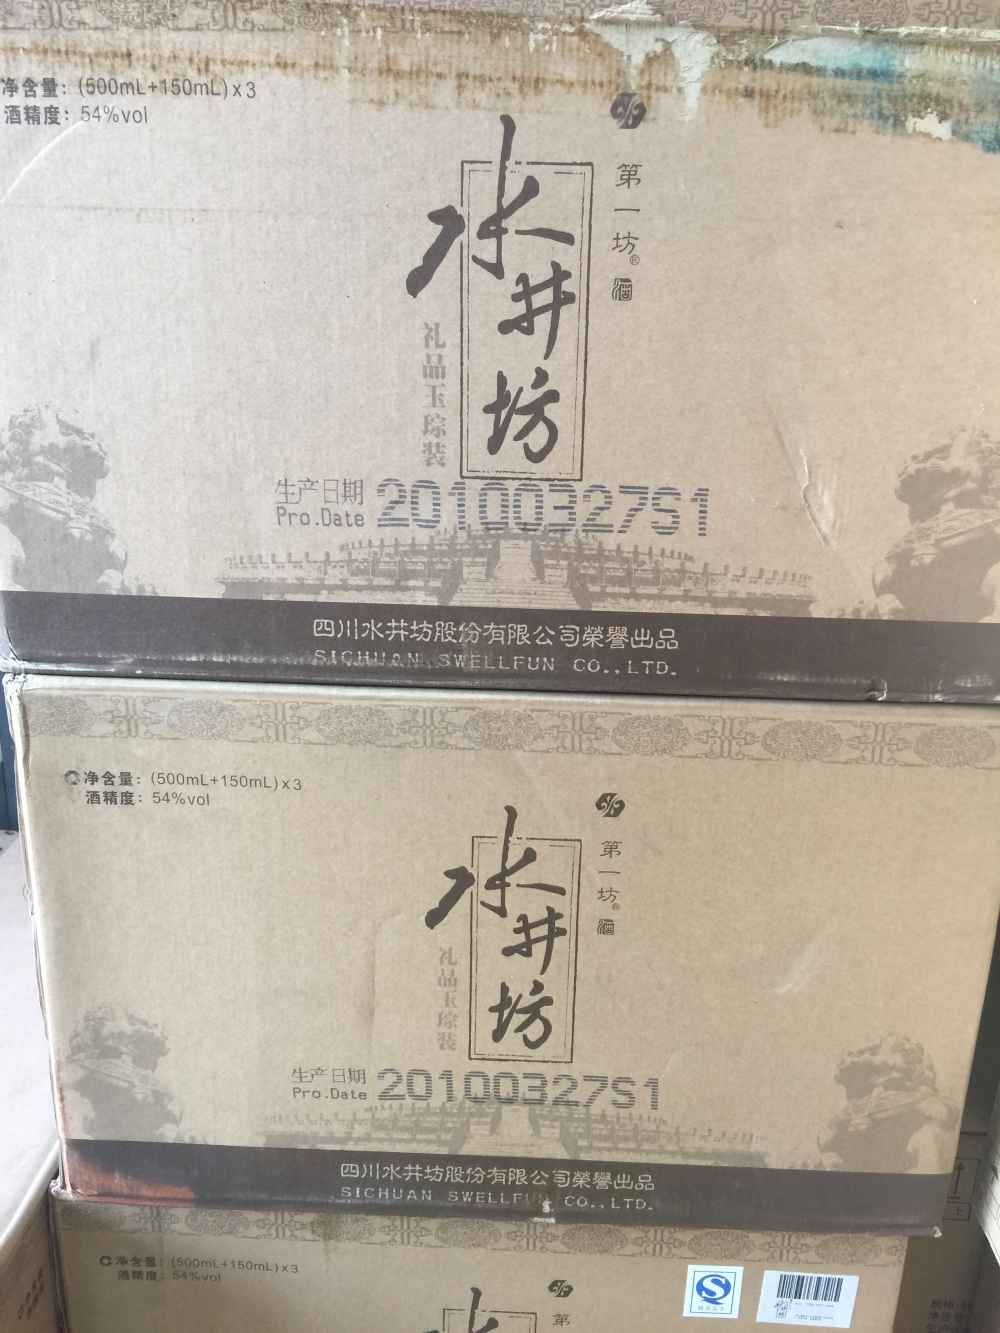 净含量：(500mL+150mL)x3
酒精度：54%vol
第一坊®
酒
水井坊
礼品玉琮装
生产日期
Pro.Date
20100327S1
四川水井坊股份有限公司榮譽出品
SICHUAN SWELLFUN CO.,LTD.
净含量：(500mL+150mL)x3
酒精度：54%vol
第一坊®
酒
水井坊
礼品玉琮装
生产日期
Pro.Date
20100327S1
四川水井坊股份有限公司榮譽出品
SICHUAN SWELLFUN CO.,LTD.
净含量：(500mL+150mL)x3
酒精度：54%vol
第
S
上